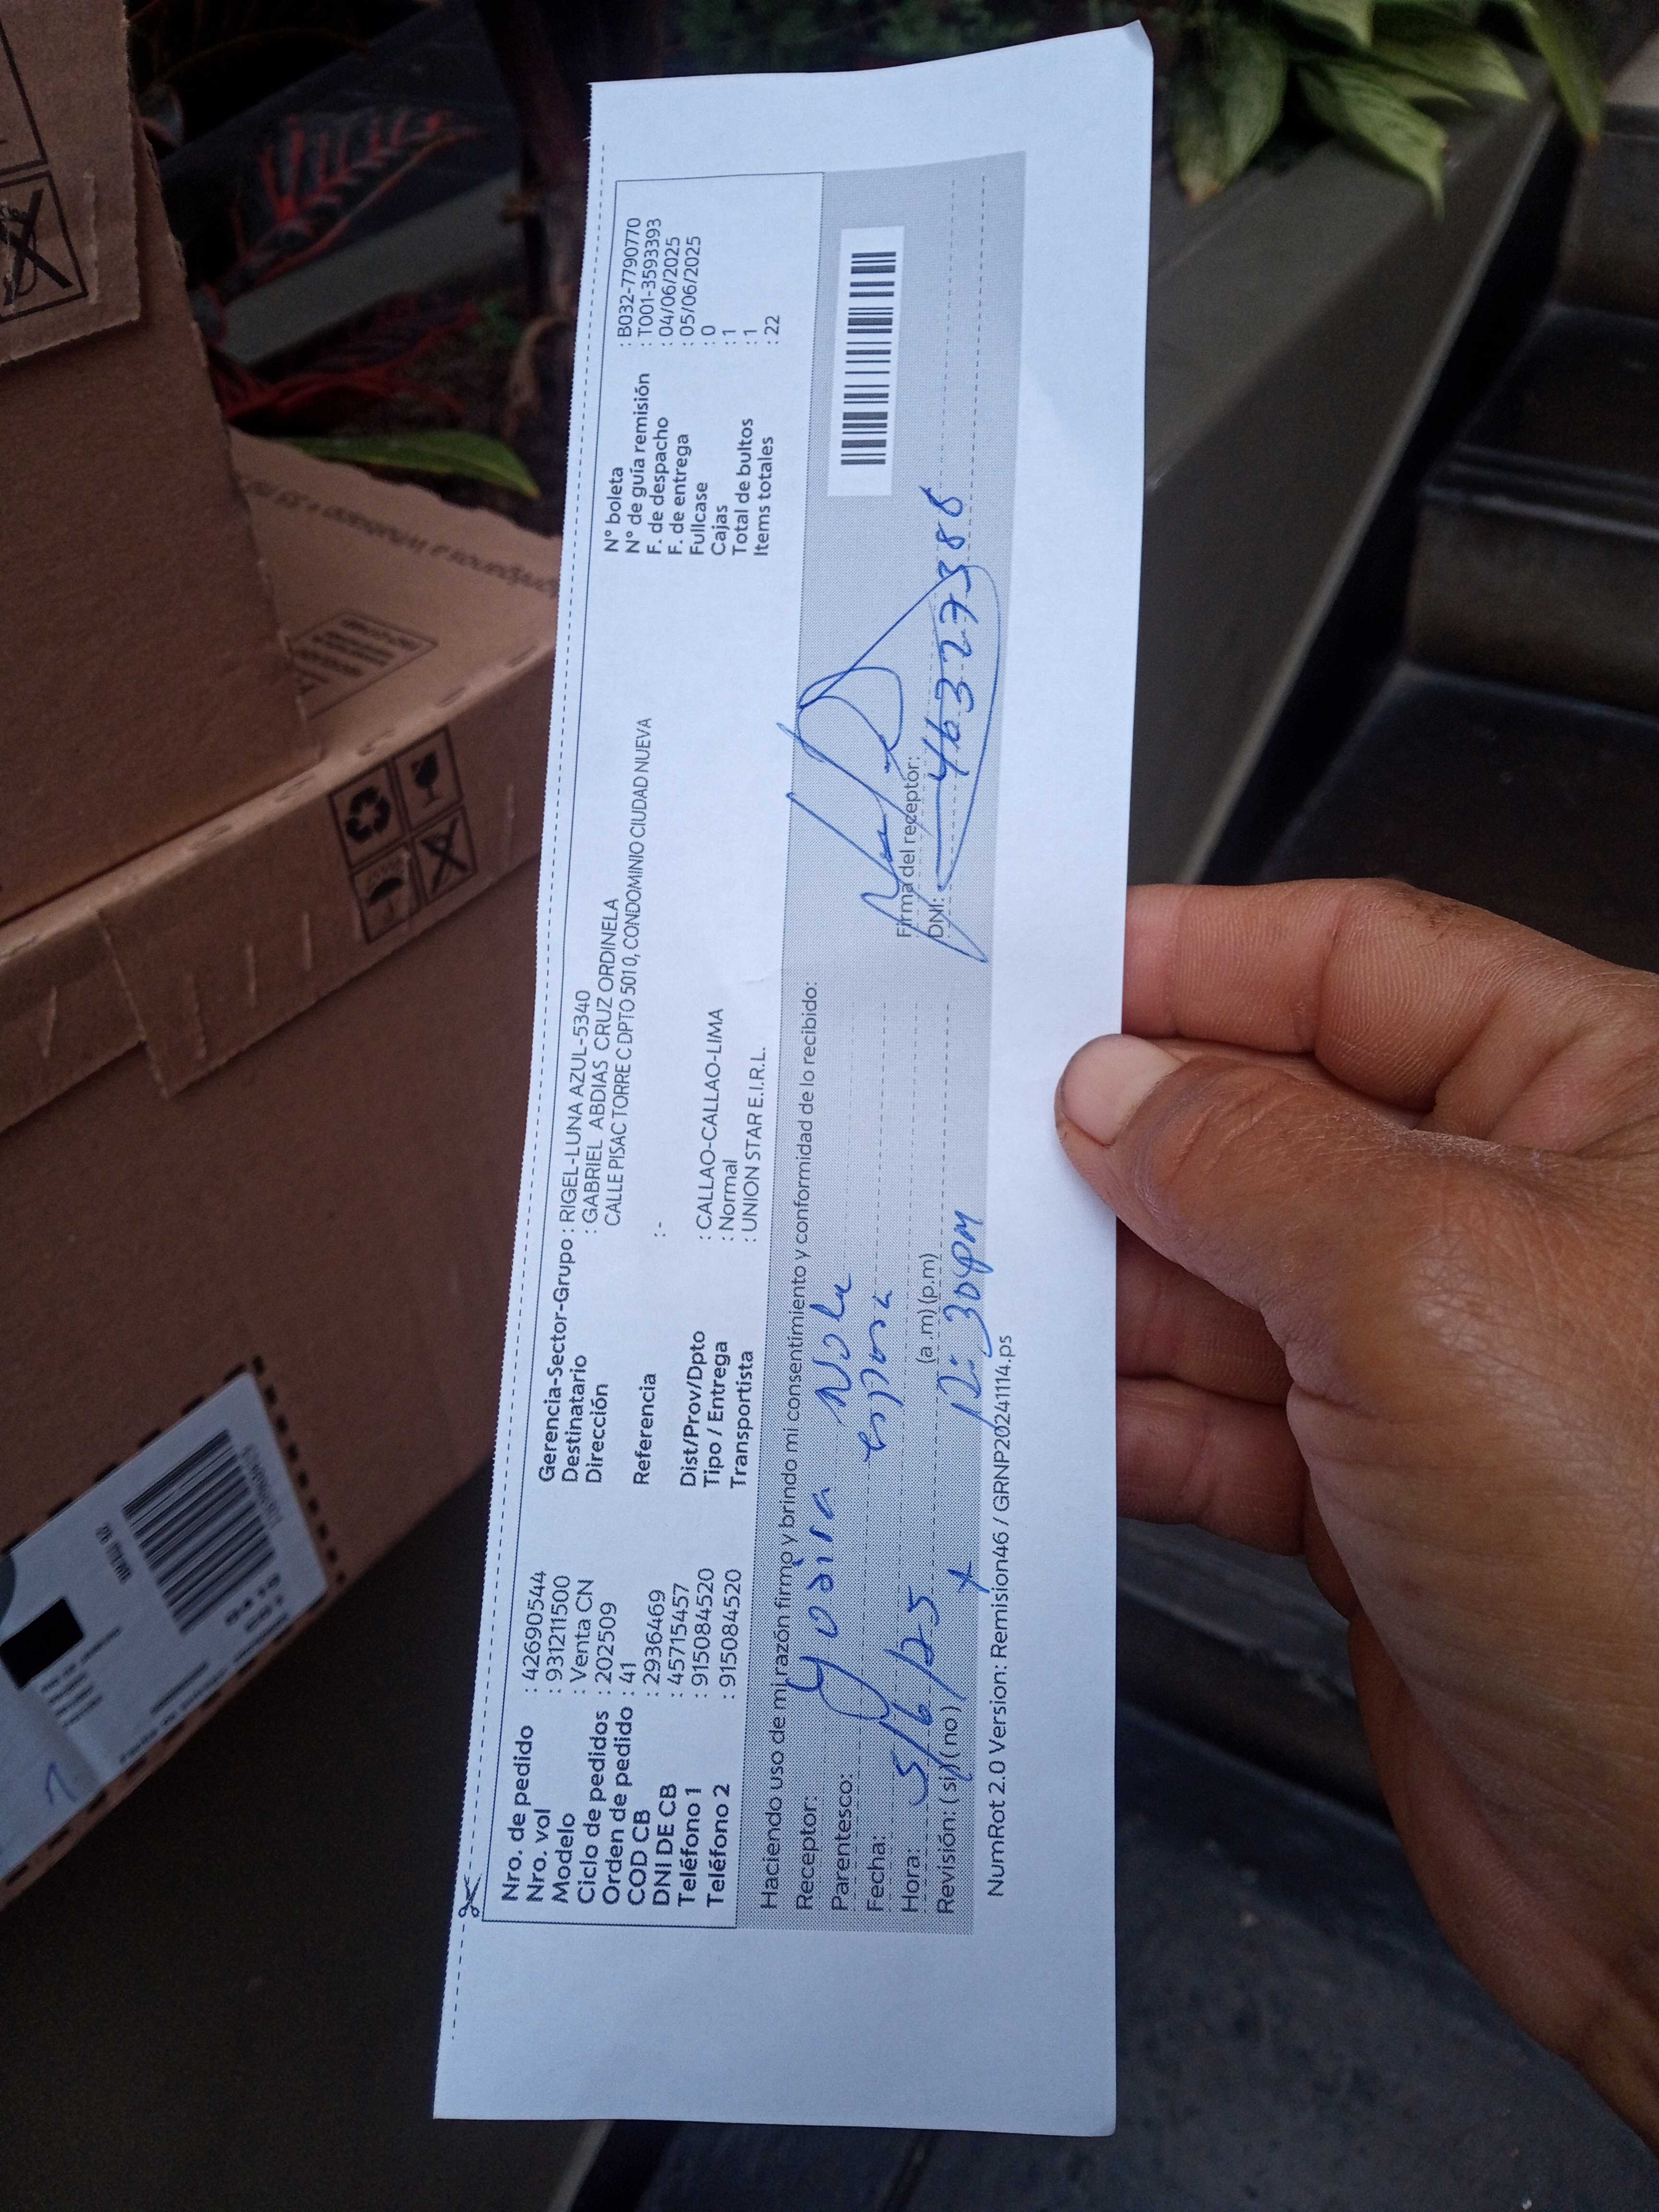 Nro. de pedido : 42690544
Nro. vol : 931211500
Modelo : Venta CN
Ciclo de pedidos : 202509
Orden de pedido : 41
COD CB : 2936469
DNI DE CB : 45715457
Teléfono 1 : 915084520
Teléfono 2 : 915084520
Gerencia-Sector-Grupo : RIGEL-LUNA AZUL-5340
Destinatario : GABRIEL ABDIAS CRUZ ORDINELA
Dirección CALLE PISAC TORRE C DPTO 5010, CONDOMINIO CIUDAD NUEVA
Referencia :-
Dist/Prov/Dpto : CALLAO-CALLAO-LIMA
Tipo / Entrega : Normal
Transportista : UNION STAR E.I.R.L.
N° boleta : B032-7790770
N° de guía remisión : T001-3593393
F. de despacho : 04/06/2025
F. de entrega : 05/06/2025
Fullcase : 0
Cajas : 1
Total de bultos : 1
Items totales : 22
Haciendo uso de mi razón firmo y brindo mi consentimiento y conformidad de lo recibido:
Receptor:
Parentesco: esposa
Fecha: 5/6/25
Hora: (a .m) (p.m) 12:30pm
Revisión: (si) (no)
Firma del receptor:
DNI: 46327386
NumRot 2.0 Version: Remision46 / GRNP20241114.ps